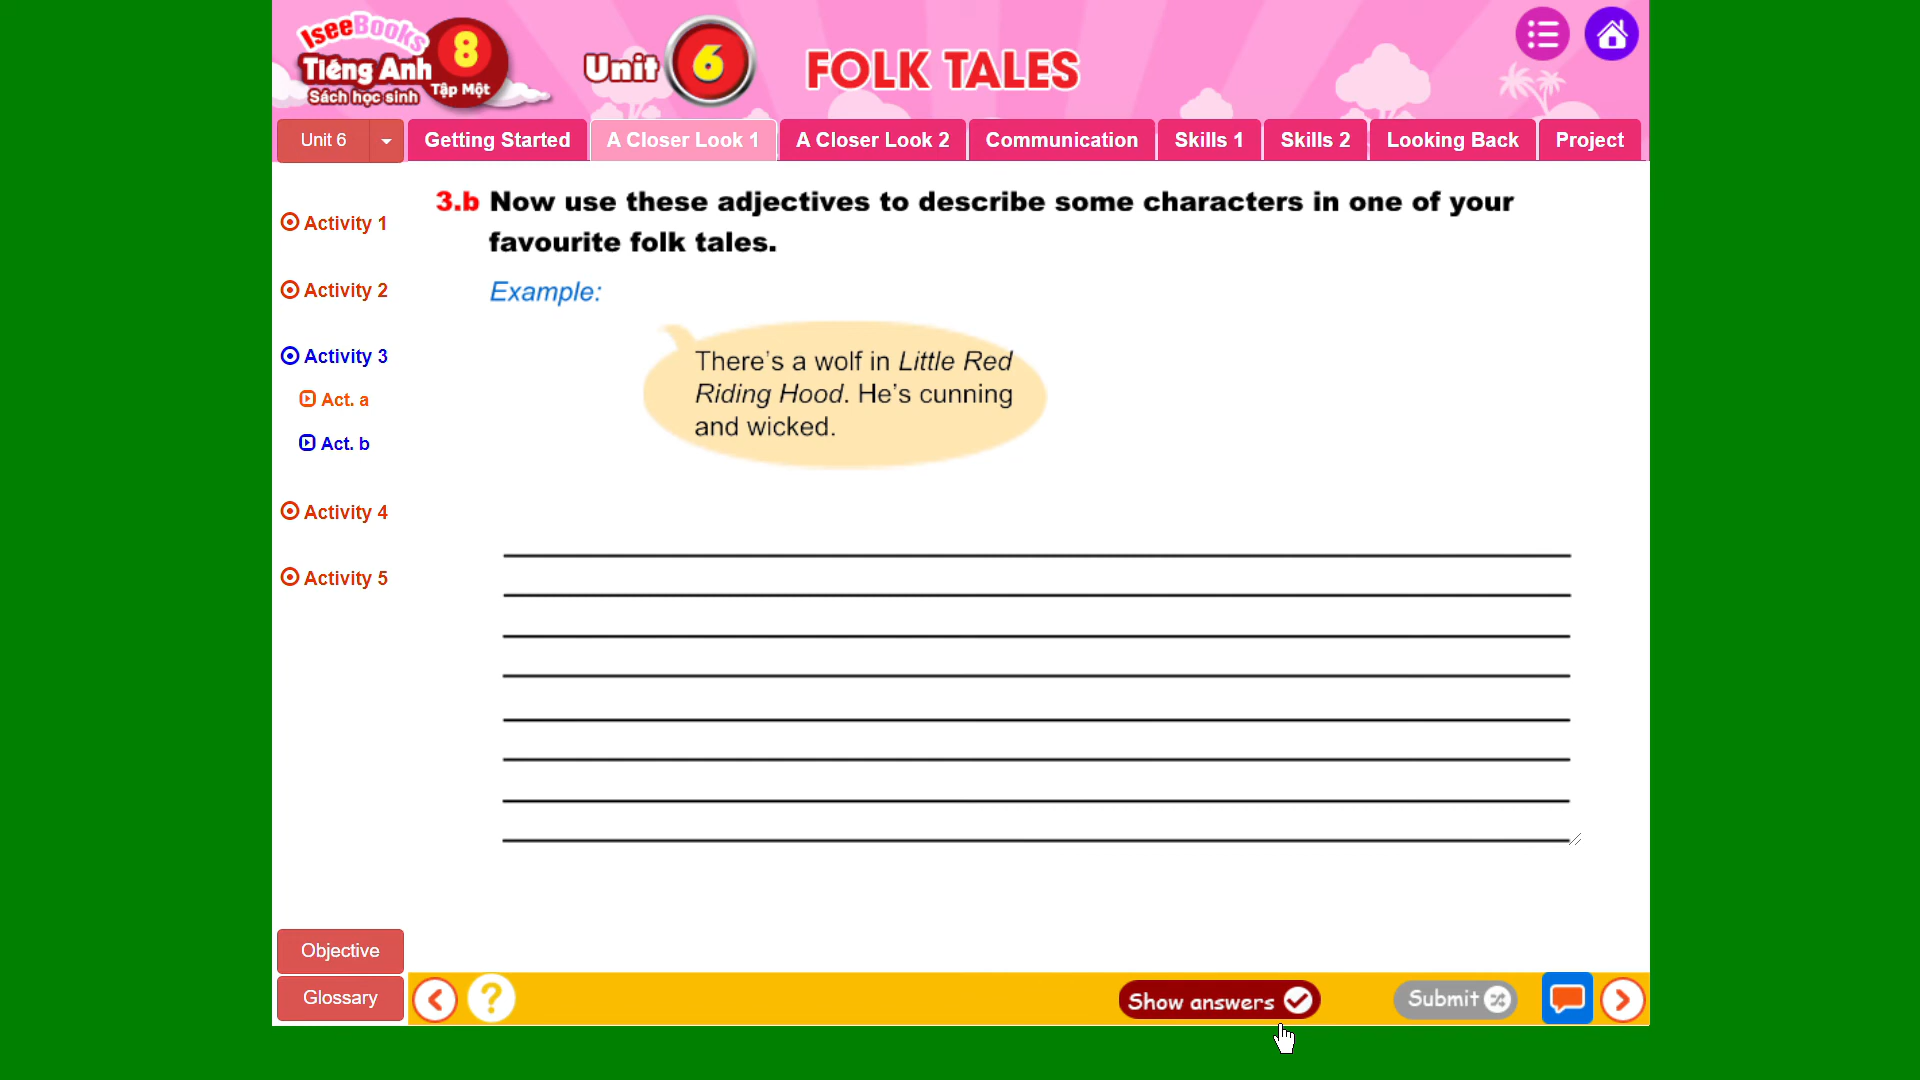 IseeBooks
Tiếng Anh 8
Tập Một
Sách học sinh
Unit 6
FOLK TALES
Unit 6
Getting Started
A Closer Look 1
A Closer Look 2
Communication
Skills 1
Skills 2
Looking Back
Project
Activity 1
Activity 2
Activity 3
Act. a
Act. b
Activity 4
Activity 5
3.b Now use these adjectives to describe some characters in one of your
favourite folk tales.
Example:
There's a wolf in Little Red
Riding Hood. He's cunning
and wicked.
Objective
Glossary
?
Show answers
Submit